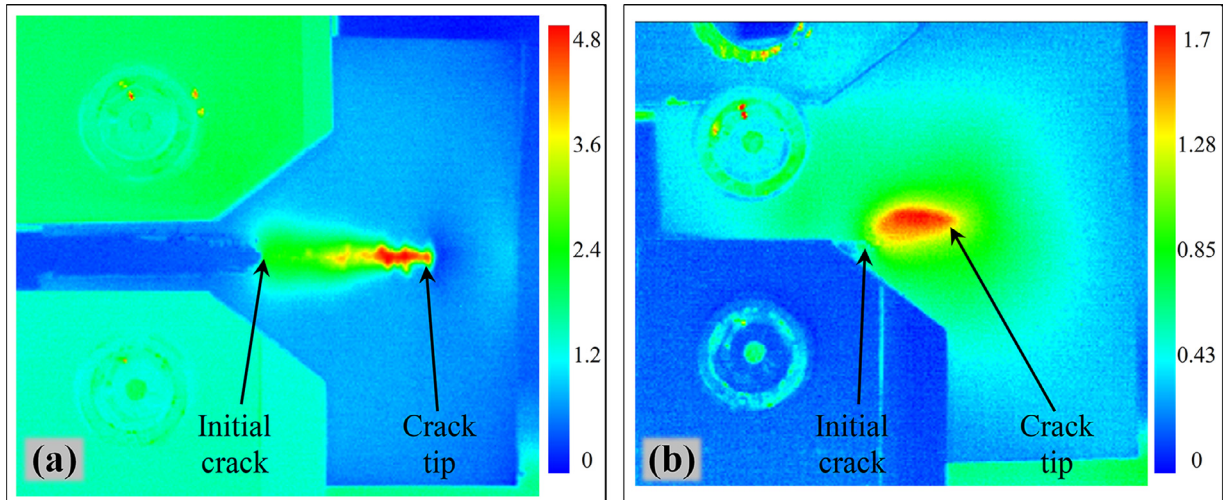 4.8
3.6
2.4
1.2
0
Initial
crack
Crack
tip
(a)
1.7
1.28
0.85
0.43
0
Initial
crack
Crack
tip
(b)